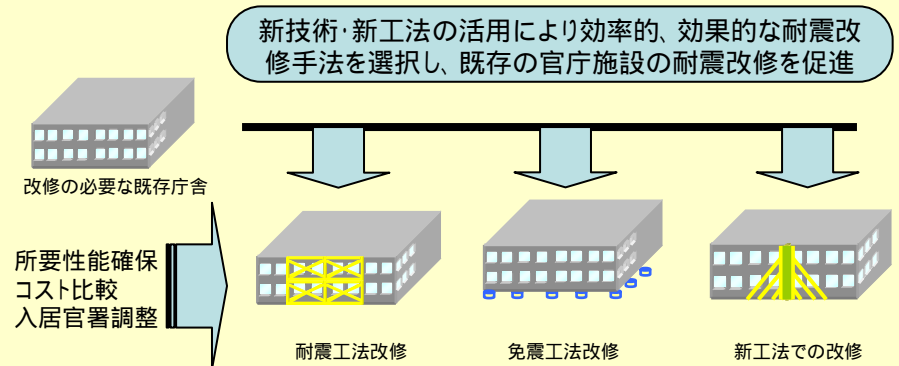 新技術・新工法の活用により効率的、効果的な耐震改
修手法を選択し、既存の官庁施設の耐震改修を促進
改修の必要な既存庁舎
所要性能確保
コスト比較
入居官署調整
耐震工法改修
免震工法改修
新工法での改修